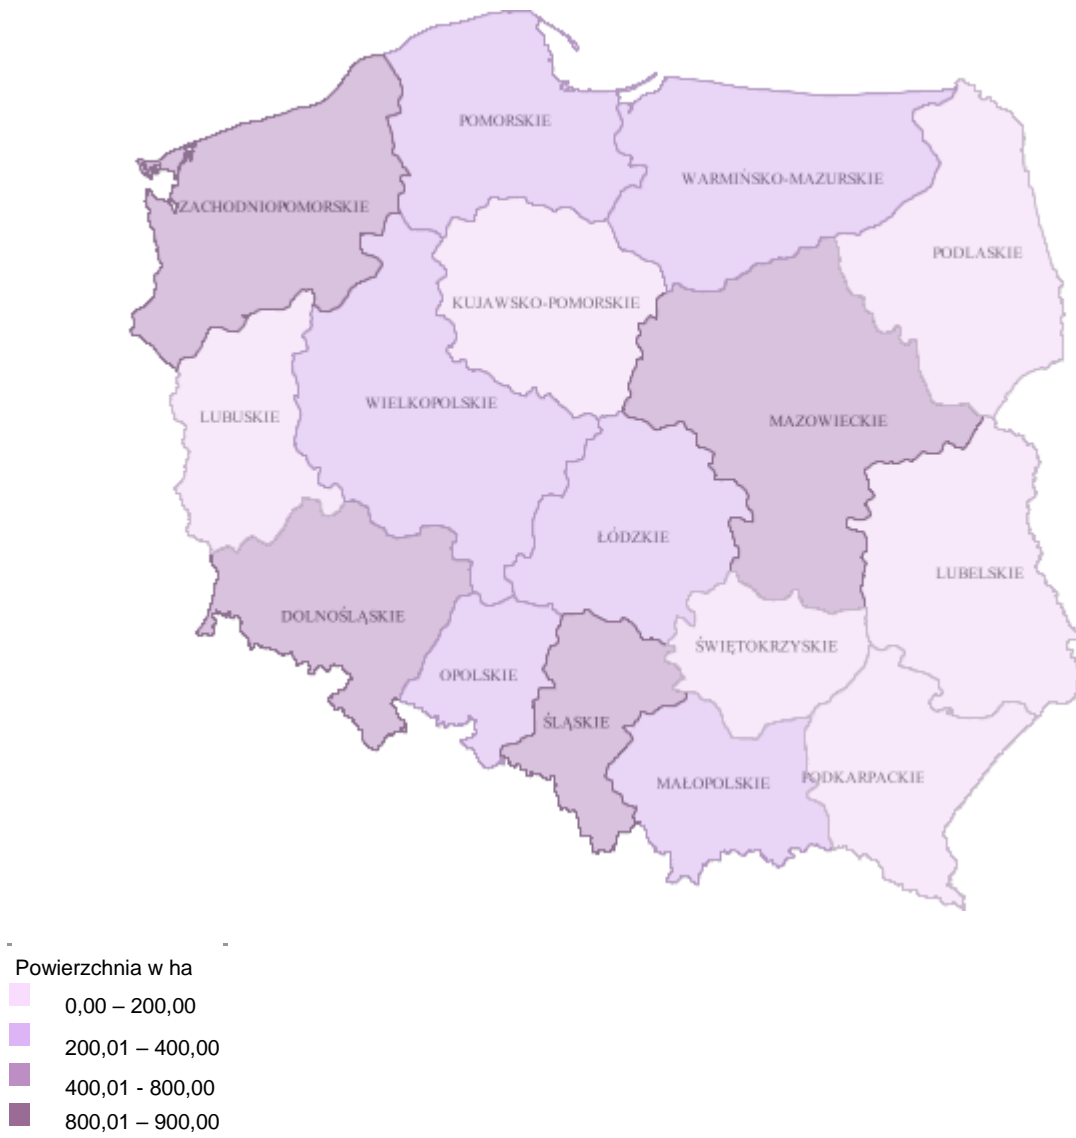 POMORSKIE
WARMIŃSKO-MAZURSKIE
ZACHODNIOPOMORSKIE
PODLASKIE
KUJAWSKO-POMORSKIE
WIELKOPOLSKIE
LUBUSKIE
MAZOWIECKIE
ŁÓDZKIE
LUBELSKIE
DOLNOŚLĄSKIE
ŚWIĘTOKRZYSKIE
OPOLSKIE
ŚLĄSKIE
MAŁOPOLSKIE
PODKARPACKIE
Powierzchnia w ha
0,00 – 200,00
200,01 – 400,00
400,01 - 800,00
800,01 – 900,00